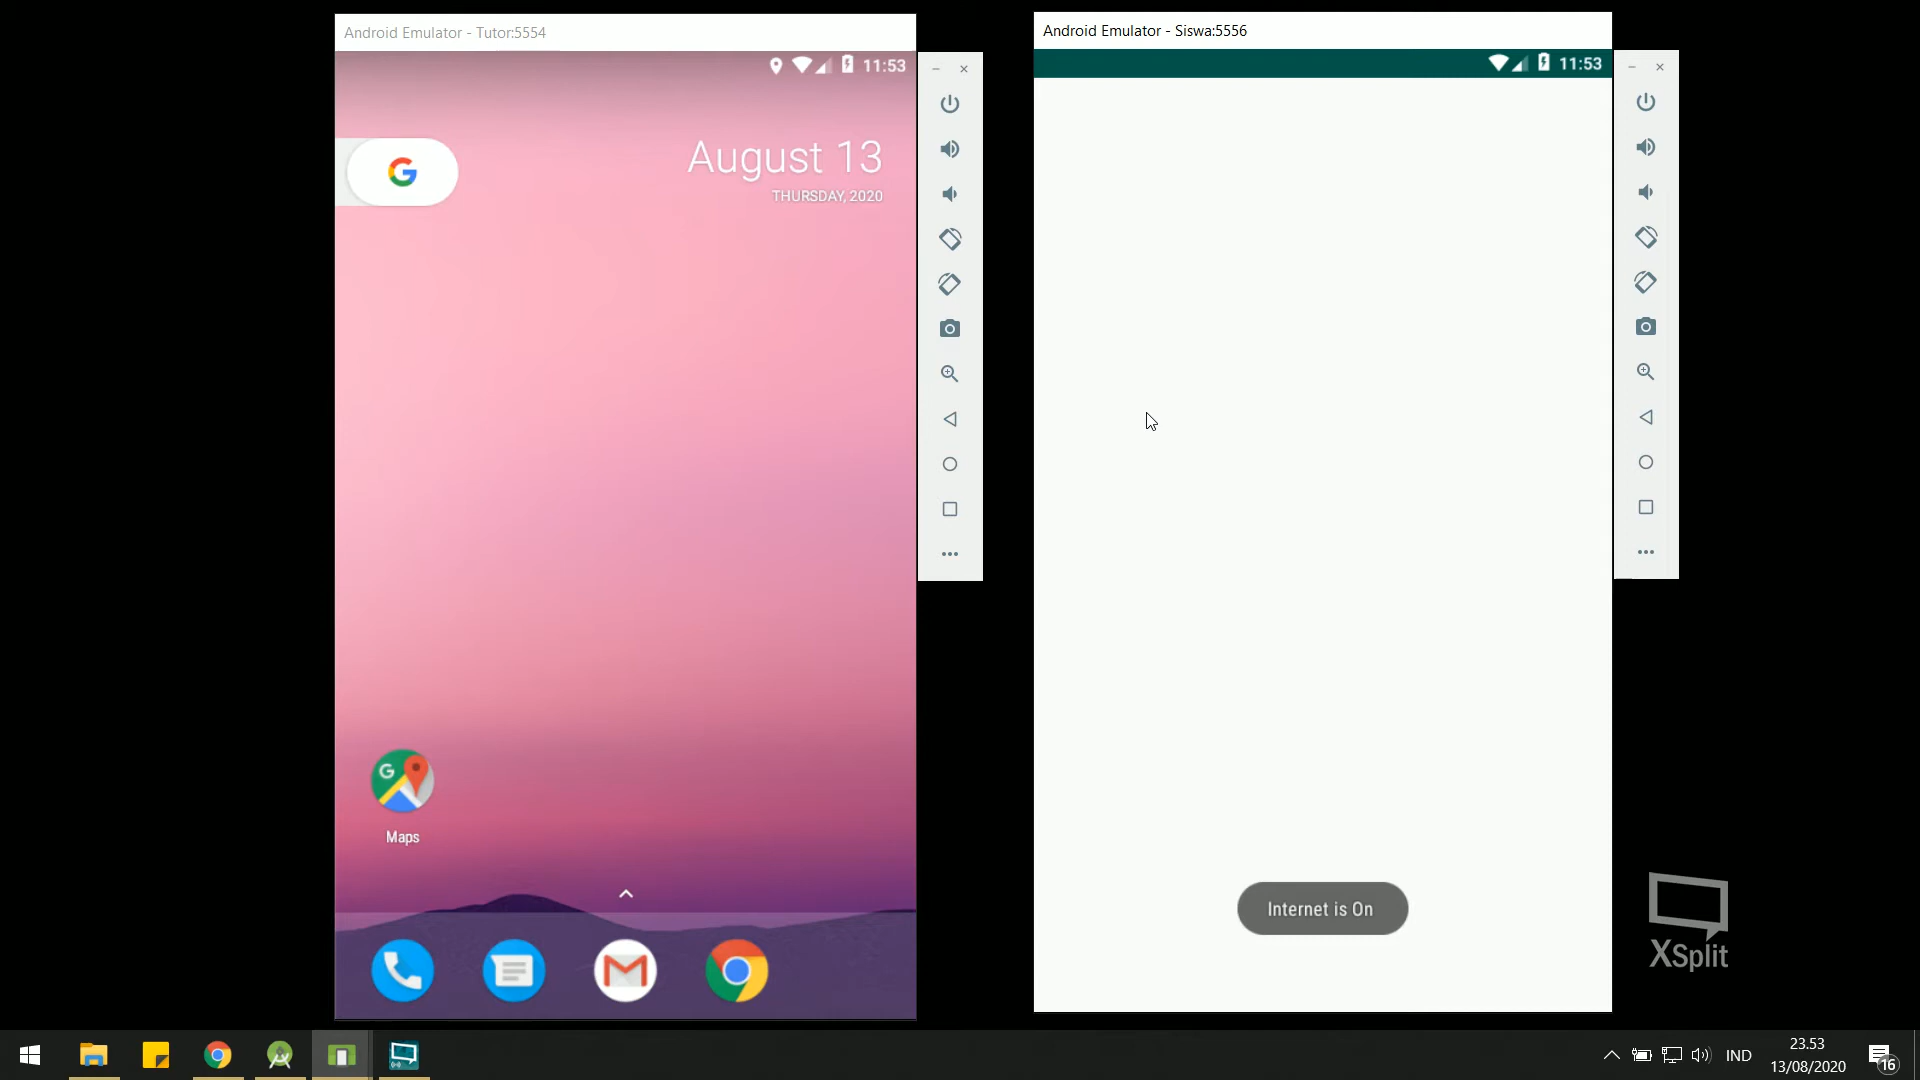 Android Emulator - Tutor:5554
11:53
G
August 13
THURSDAY, 2020
G
Maps
Android Emulator - Siswa:5556
11:53
Internet is On
XSplit
IND
23.53
13/08/2020
16